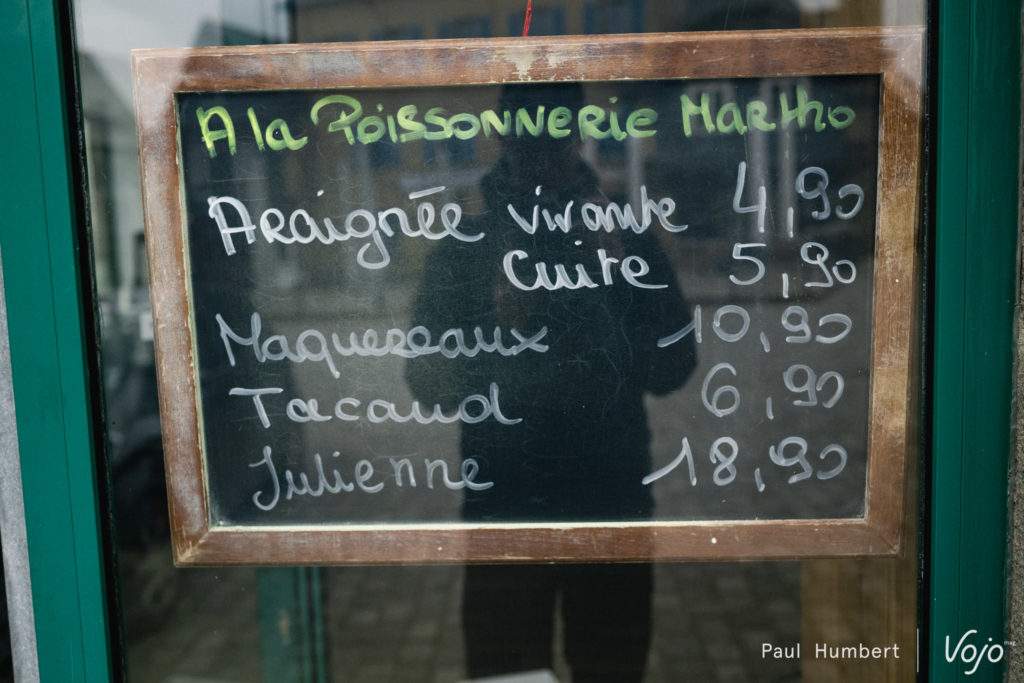 A la Poissonnerie Martho
Araignée vivante 4,90
Cuite 5,90
Maquereaux 10,90
Tacaud 6,90
Julienne 18,90
Paul Humbert | Vojo mag